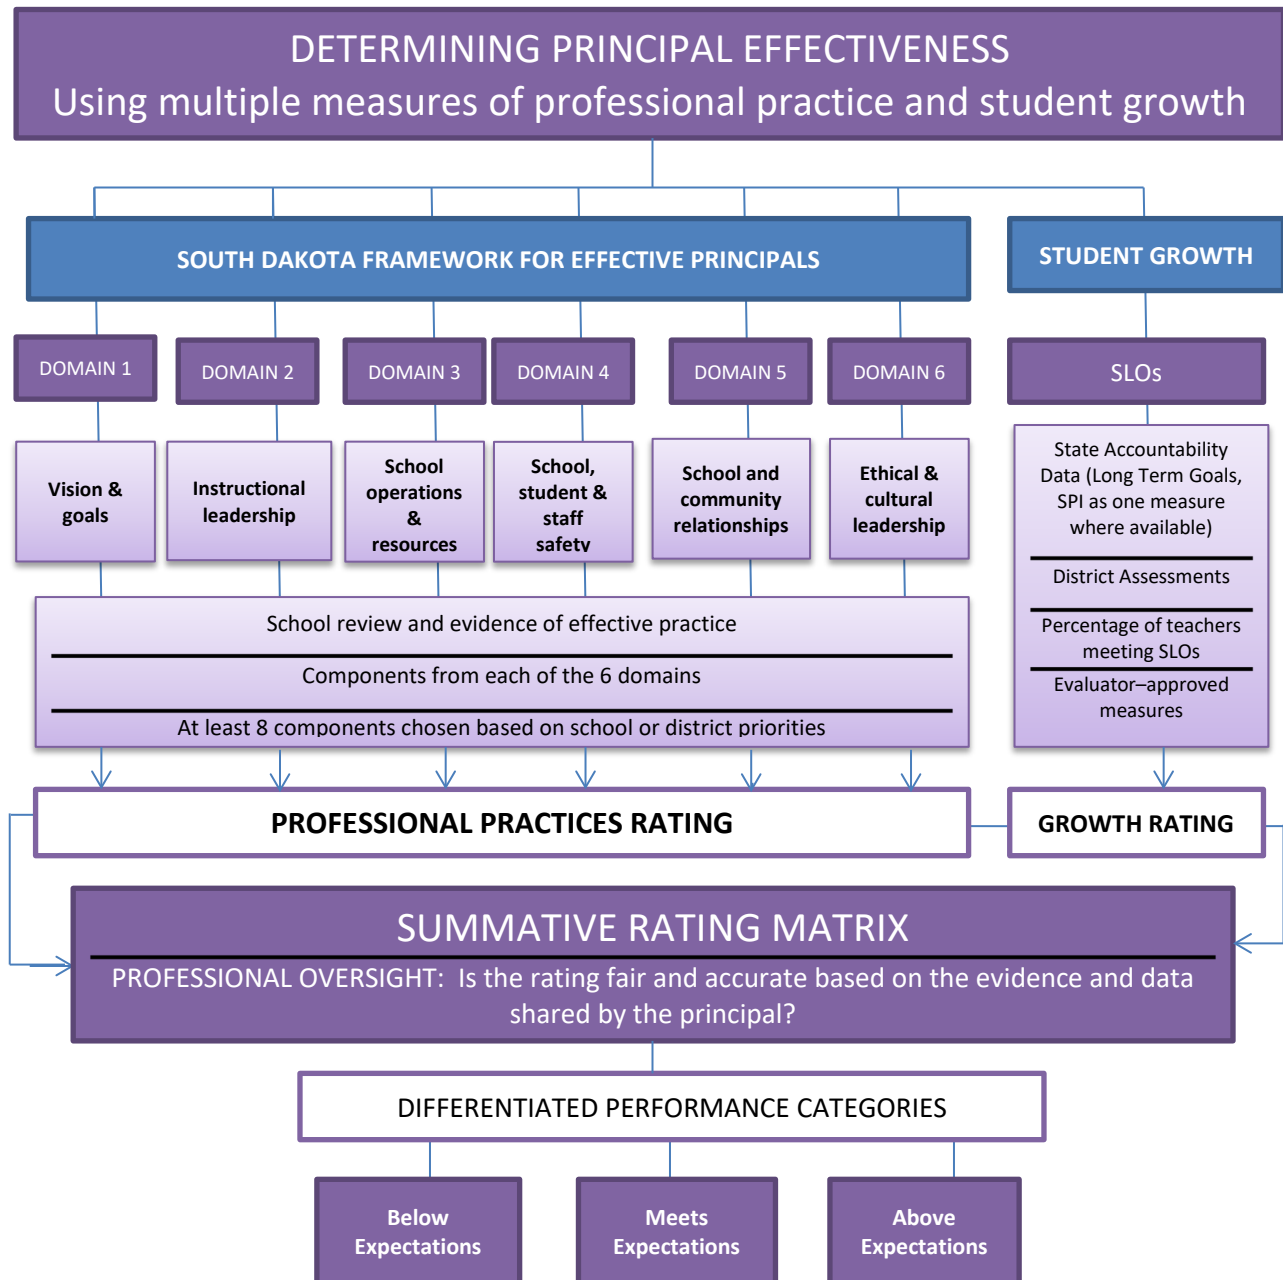 DETERMINING PRINCIPAL EFFECTIVENESS
Using multiple measures of professional practice and student growth
SOUTH DAKOTA FRAMEWORK FOR EFFECTIVE PRINCIPALS
STUDENT GROWTH
DOMAIN 1
DOMAIN 2
DOMAIN 3
DOMAIN 4
DOMAIN 5
DOMAIN 6
SLOs
Vision &
goals
Instructional
leadership
School
operations
&
resources
School,
student &
staff
safety
School and
community
relationships
Ethical &
cultural
leadership
State Accountability
Data (Long Term Goals,
SPI as one measure
where available)
District Assessments
Percentage of teachers
meeting SLOs
Evaluator–approved
measures
School review and evidence of effective practice
Components from each of the 6 domains
At least 8 components chosen based on school or district priorities
PROFESSIONAL PRACTICES RATING
GROWTH RATING
SUMMATIVE RATING MATRIX
PROFESSIONAL OVERSIGHT: Is the rating fair and accurate based on the evidence and data
shared by the principal?
DIFFERENTIATED PERFORMANCE CATEGORIES
Below
Expectations
Meets
Expectations
Above
Expectations